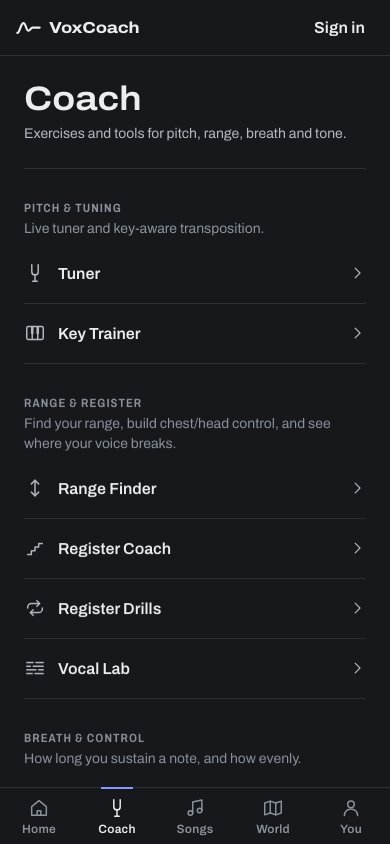 VoxCoach
Sign in
Coach
Exercises and tools for pitch, range, breath and tone.
PITCH & TUNING
Live tuner and key-aware transposition.
Tuner
Key Trainer
RANGE & REGISTER
Find your range, build chest/head control, and see
where your voice breaks.
Range Finder
Register Coach
Register Drills
Vocal Lab
BREATH & CONTROL
How long you sustain a note, and how evenly.
Home
Coach
Songs
World
You